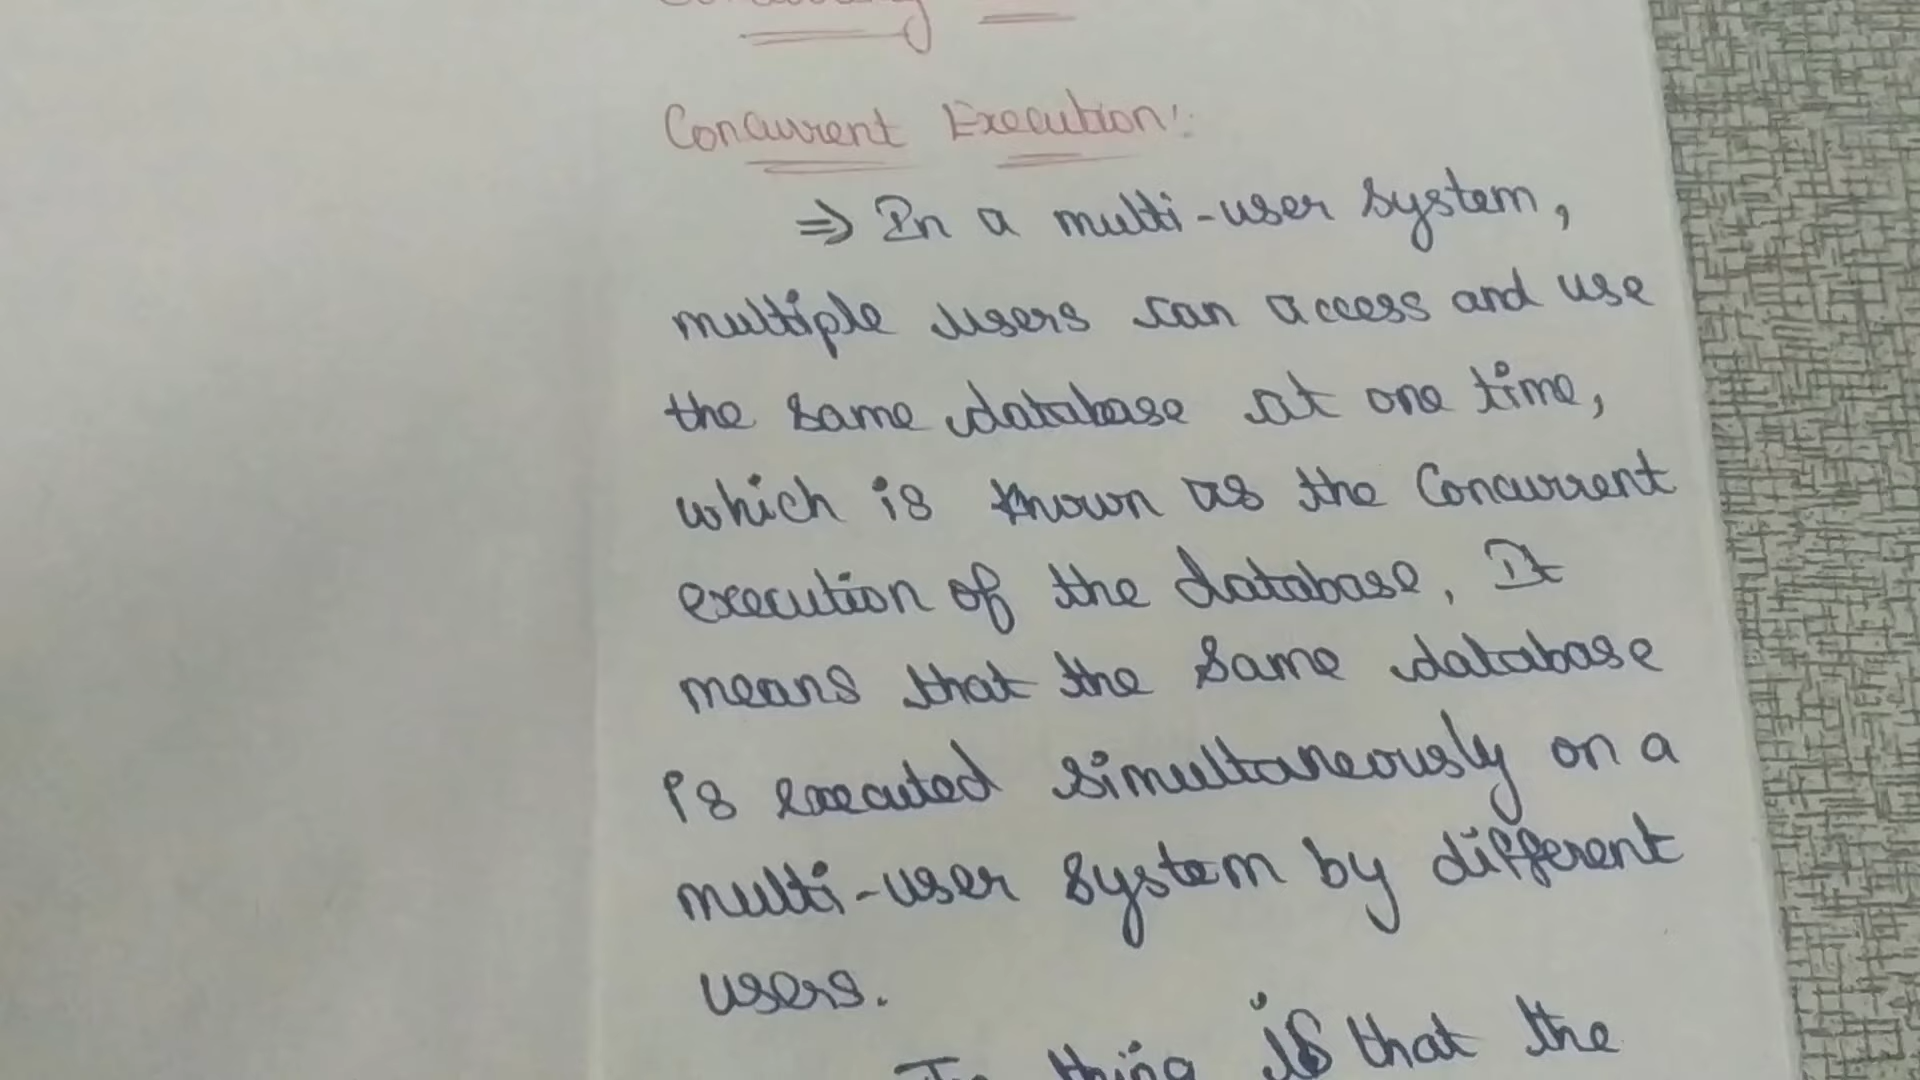 Concurrent Execution:
⇒ In a multi-user system,
multiple users can access and use
the same database at one time,
which is known as the Concurrent
execution of the database. It
means that the same database
is executed simultaneously on a
multi-user system by different
users.
thing is that the